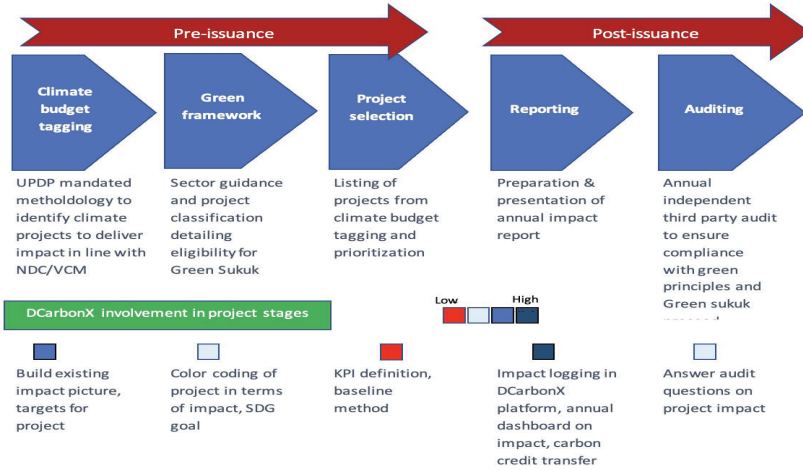 Pre-issuance
Post-issuance
Climate
budget
tagging
Green
framework
Project
selection
Reporting
Auditing
UPDP mandated
metholdology to
identify climate
projects to deliver
impact in line with
NDC/VCM
Sector guidance
and project
classification
detailing
eligibility for
Green Sukuk
Listing of
projects from
climate budget
tagging and
prioritization
Preparation &
presentation of
annual impact
report
Annual
independent
third party audit
to ensure
compliance
with green
principles and
Green sukuk
DCarbonX involvement in project stages
Low
High
Build existing
impact picture,
targets for
project
Color coding of
project in terms
of impact, SDG
goal
KPI definition,
baseline
method
Impact logging in
DCarbonX
platform, annual
dashboard on
impact, carbon
credit transfer
Answer audit
questions on
project impact